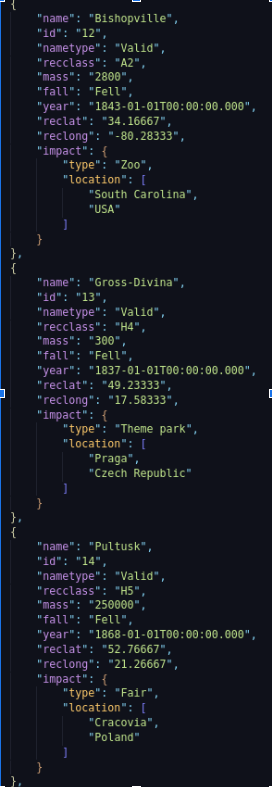 {
"name": "Bishopville",
"id": "12",
"nametype": "Valid",
"recclass": "A2",
"mass": "2800",
"fall": "Fell",
"year": "1843-01-01T00:00:00.000",
"reclat": "34.16667",
"reclong": "-80.28333",
"impact": {
"type": "Zoo",
"location": [
"South Carolina",
"USA"
]
}
},
{
"name": "Gross-Divina",
"id": "13",
"nametype": "Valid",
"recclass": "H4",
"mass": "300",
"fall": "Fell",
"year": "1837-01-01T00:00:00.000",
"reclat": "49.23333",
"reclong": "17.58333",
"impact": {
"type": "Theme park",
"location": [
"Praga",
"Czech Republic"
]
}
},
{
"name": "Pultusk",
"id": "14",
"nametype": "Valid",
"recclass": "H5",
"mass": "250000",
"fall": "Fell",
"year": "1868-01-01T00:00:00.000",
"reclat": "52.76667",
"reclong": "21.26667",
"impact": {
"type": "Fair",
"location": [
"Cracovia",
"Poland"
]
}
},